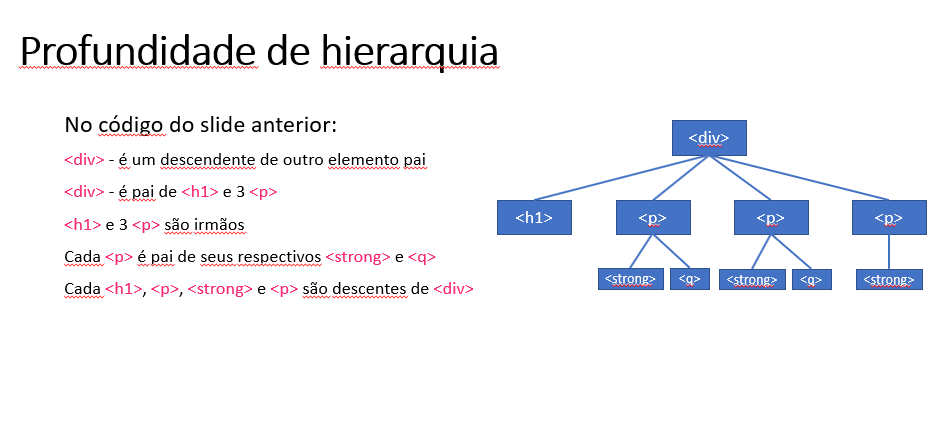 Profundidade de hierarquia
No código do slide anterior:
<div> - é um descendente de outro elemento pai
<div> - é pai de <h1> e 3 <p>
<h1> e 3 <p> são irmãos
Cada <p> é pai de seus respectivos <strong> e <q>
Cada <h1>, <p>, <strong> e <p> são descentes de <div>
<div>
<h1> <p> <p> <p>
<strong> <q> <strong> <q> <strong>